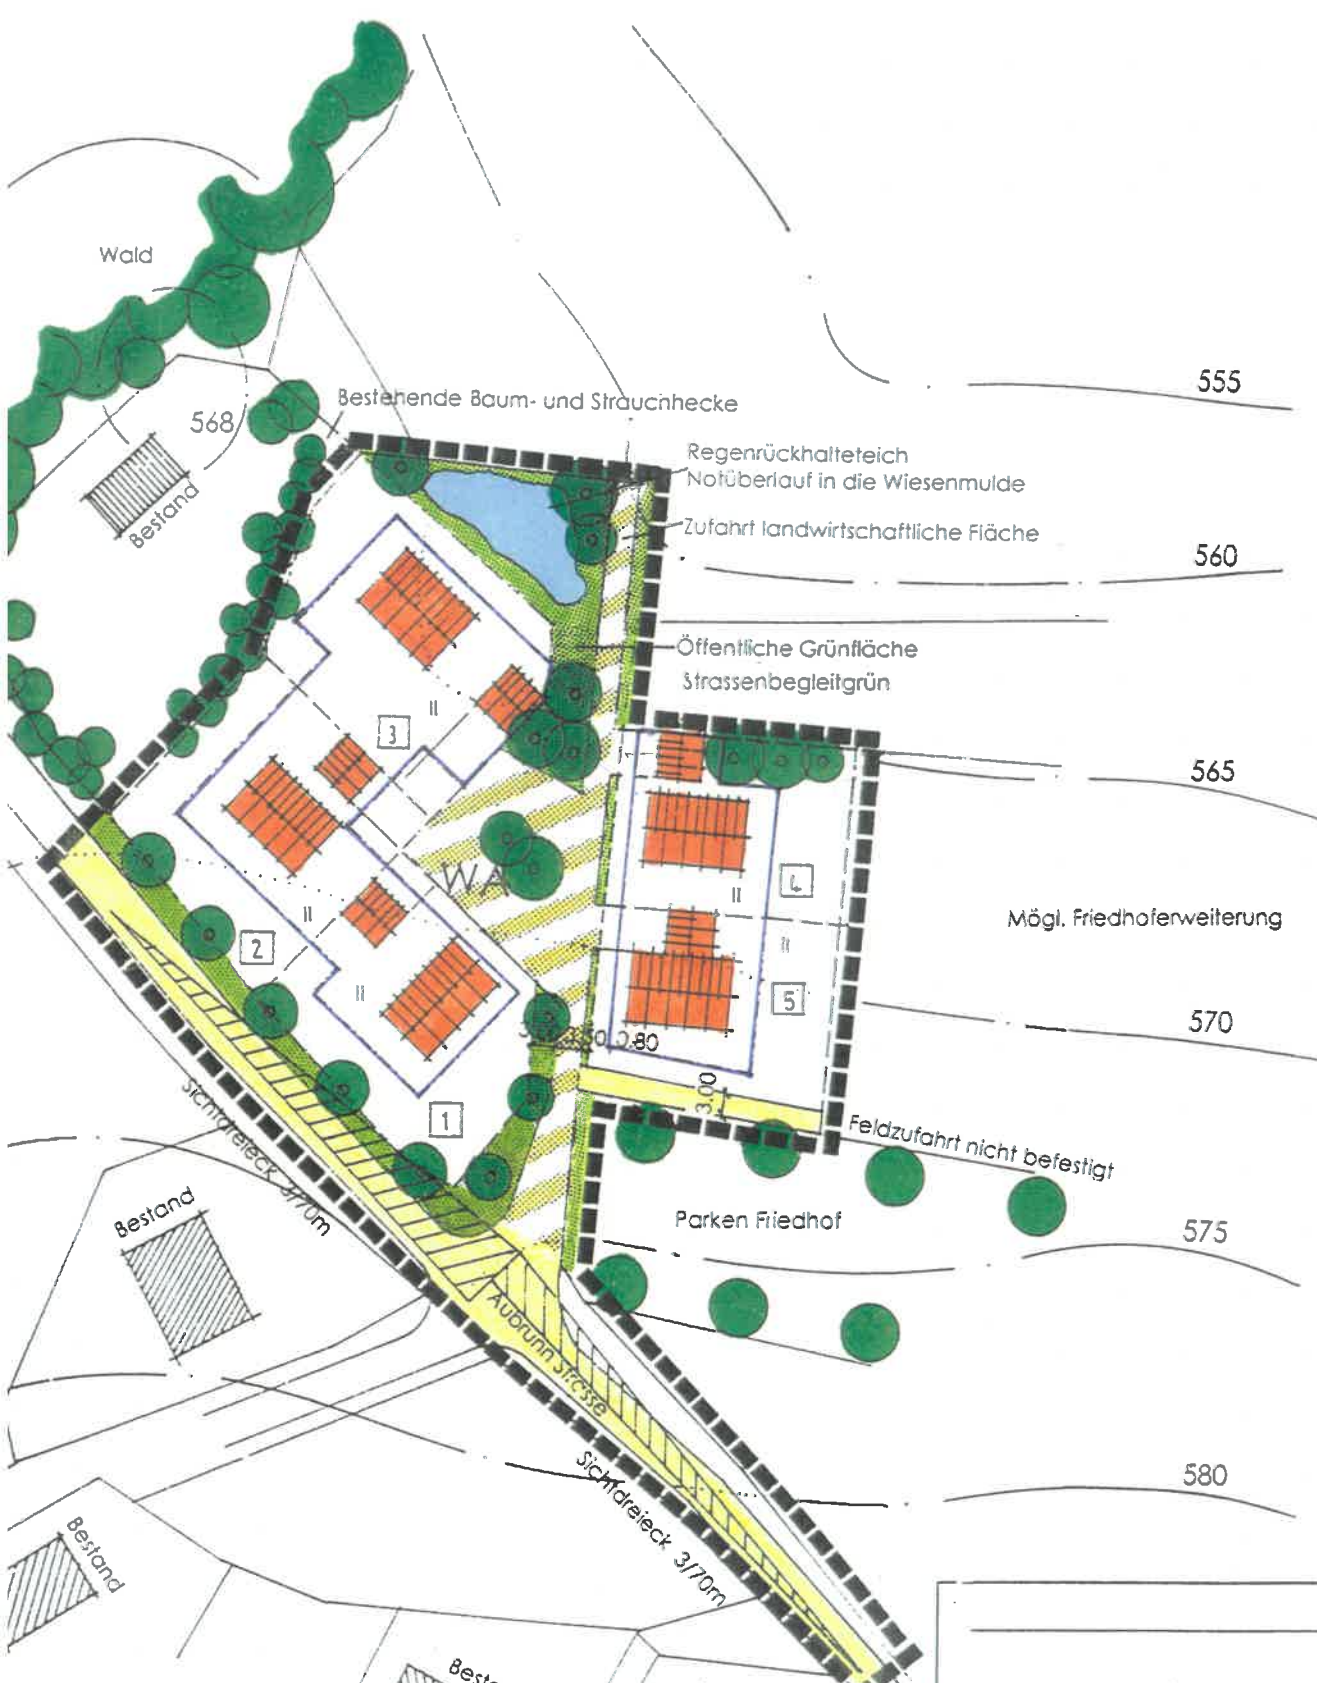 Wald
555
Bestehende Baum- und Strauchhecke
568
Regenrückhalteteich
Notüberlauf in die Wiesenmulde
Bestand
Zufahrt landwirtschaftliche Fläche
560
Öffentliche Grünfläche
Strassenbegleitgrün
II
3
565
WA
4
II
II
Mögl. Friedhoferweiterung
2
II
II
5
570
0.80
3.00
1
Sichtdreieck 3/70m
Feldzufahrt nicht befestigt
Bestand
Parken Friedhof
575
Aubrunn Strasse
580
Sichtdreieck 3/70m
Bestand